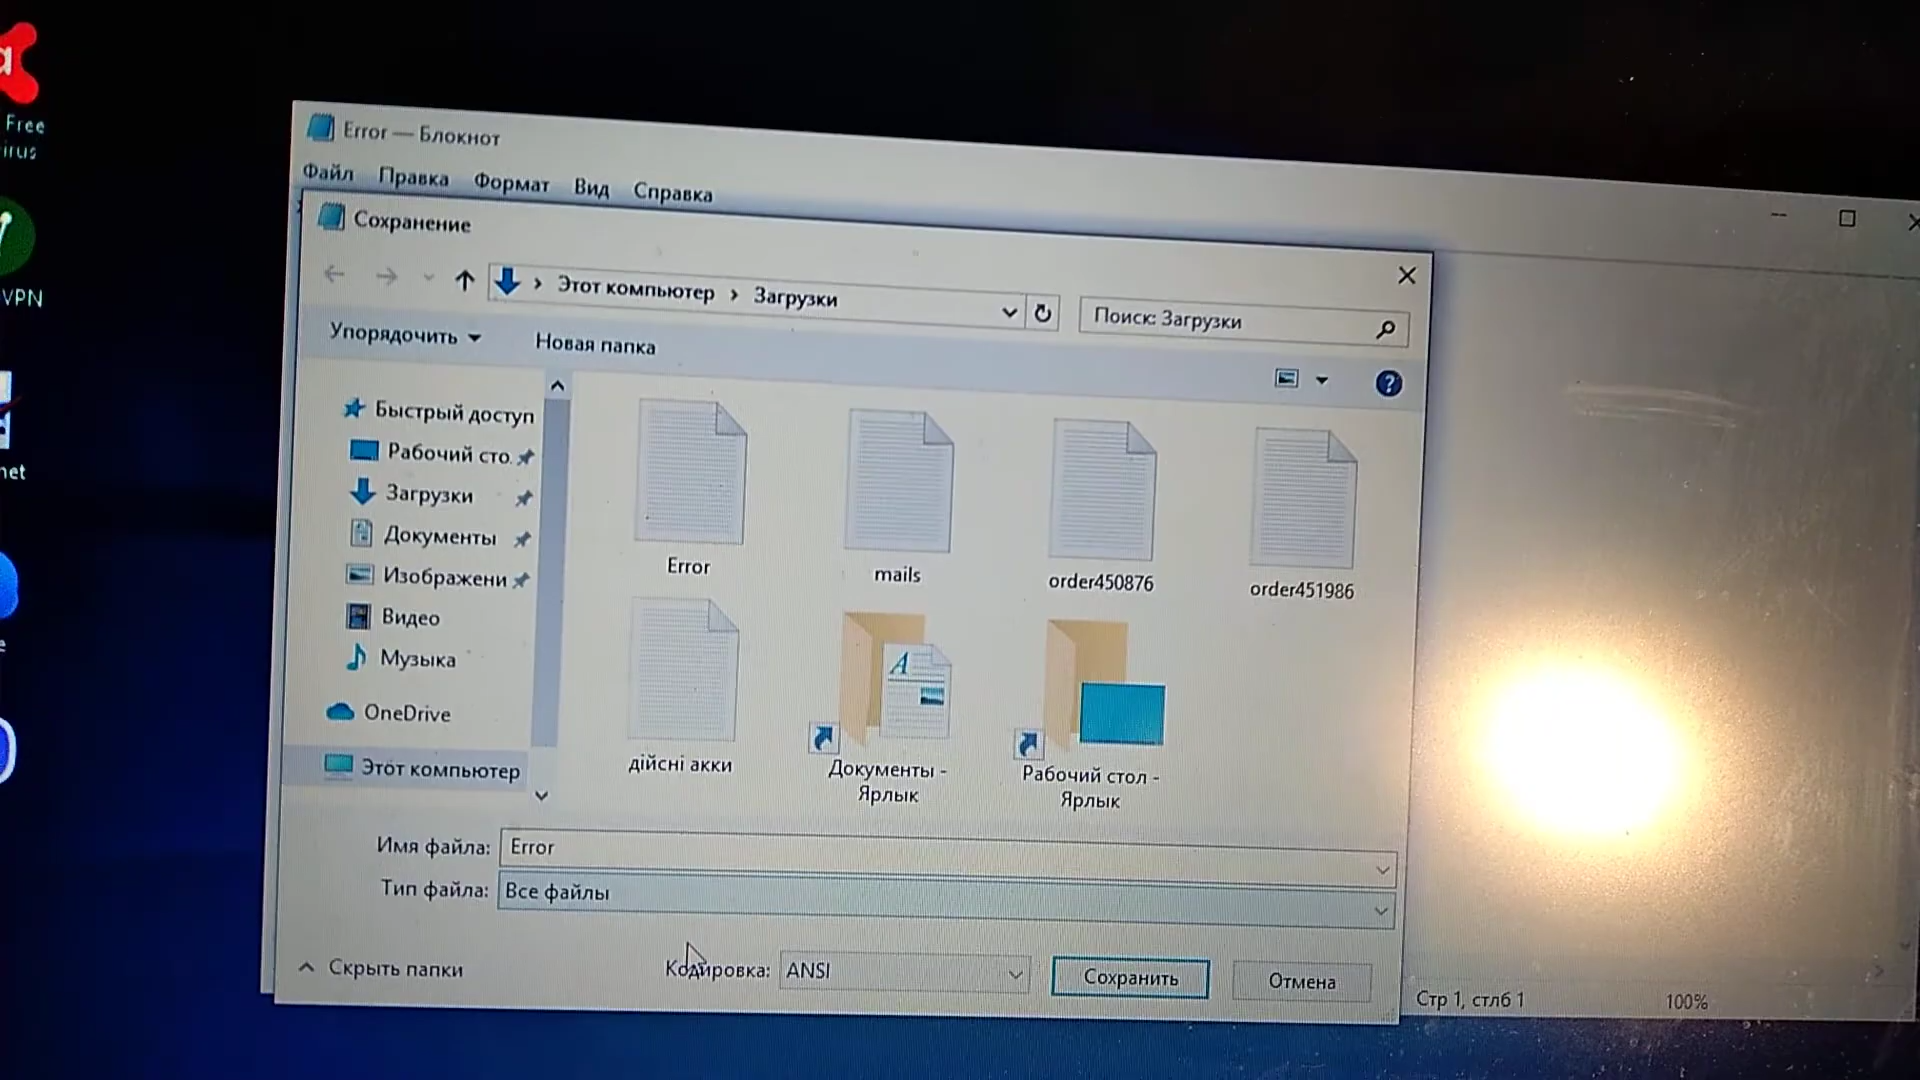 Free
irus
VPN
net
Error — Блокнот
Файл Правка Формат Вид Справка
Сохранение
Этот компьютер > Загрузки
Поиск: Загрузки
Упорядочить
Новая папка
Быстрый доступ
Рабочий сто.
Загрузки
Документы
Изображени
Видео
Музыка
OneDrive
Этот компьютер
Error
mails
order450876
order451986
дійсні акки
Документы -
Ярлык
Рабочий стол -
Ярлык
Имя файла: Error
Тип файла: Все файлы
Скрыть папки
Кодировка: ANSI
Сохранить
Отмена
Стр 1, стлб 1
100%